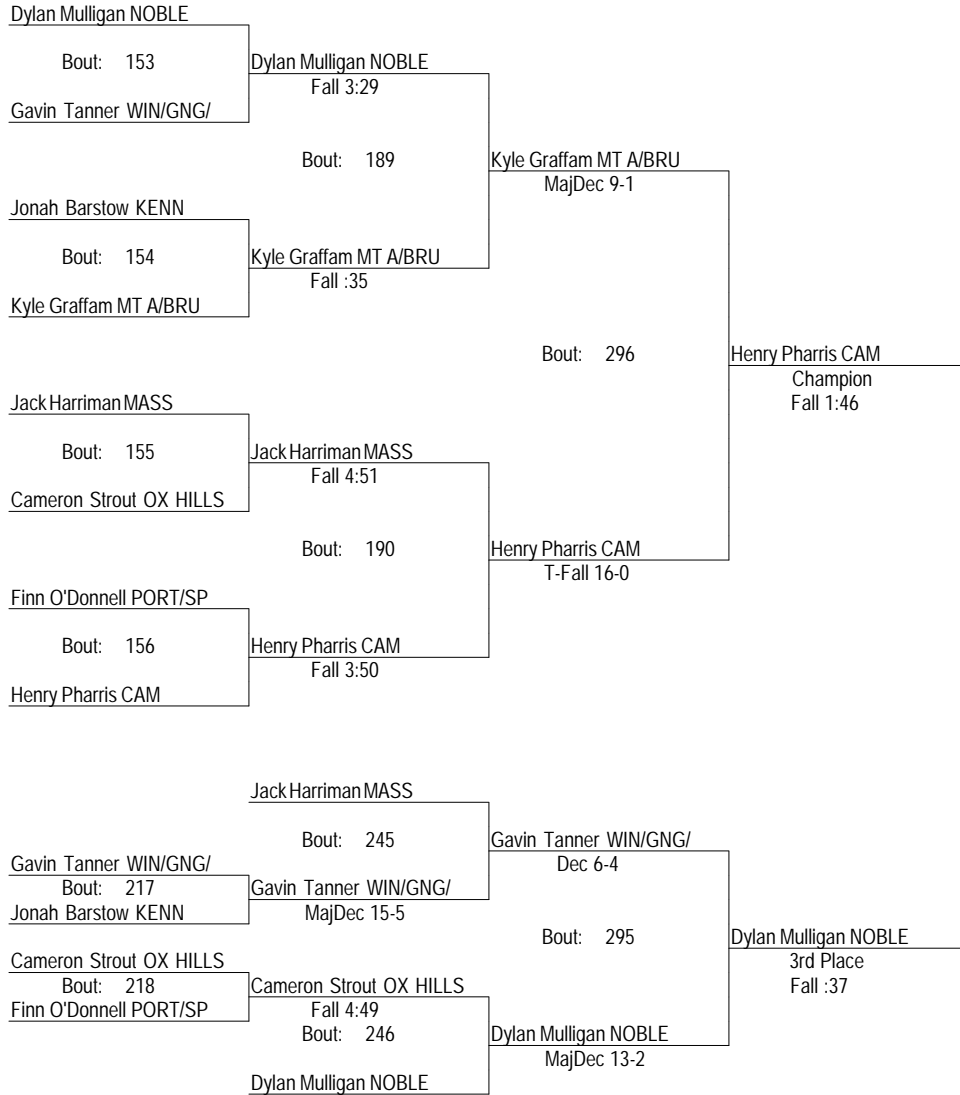 Dylan Mulligan NOBLE
Bout: 153
Dylan Mulligan NOBLE
Fall 3:29
Gavin Tanner WIN/GNG/
Bout: 189
Kyle Graffam MT A/BRU
MajDec 9-1
Jonah Barstow KENN
Bout: 154
Kyle Graffam MT A/BRU
Fall :35
Kyle Graffam MT A/BRU
Bout: 296
Henry Pharris CAM
Champion
Fall 1:46
Jack Harriman MASS
Bout: 155
Jack Harriman MASS
Fall 4:51
Cameron Strout OX HILLS
Bout: 190
Henry Pharris CAM
T-Fall 16-0
Finn O'Donnell PORT/SP
Bout: 156
Henry Pharris CAM
Fall 3:50
Henry Pharris CAM
Jack Harriman MASS
Bout: 245
Gavin Tanner WIN/GNG/
Dec 6-4
Gavin Tanner WIN/GNG/
Bout: 217
Gavin Tanner WIN/GNG/
Jonah Barstow KENN
MajDec 15-5
Bout: 295
Dylan Mulligan NOBLE
3rd Place
Fall :37
Cameron Strout OX HILLS
Bout: 218
Cameron Strout OX HILLS
Finn O'Donnell PORT/SP
Fall 4:49
Bout: 246
Dylan Mulligan NOBLE
MajDec 13-2
Dylan Mulligan NOBLE